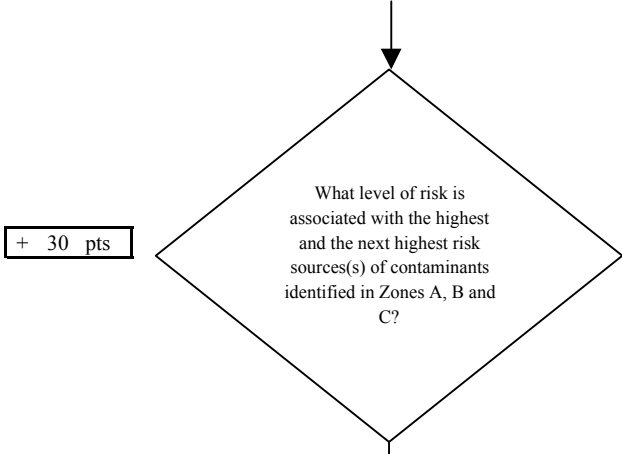 What level of risk is
associated with the highest
and the next highest risk
sources(s) of contaminants
identified in Zones A, B and
C?
+ 30 pts